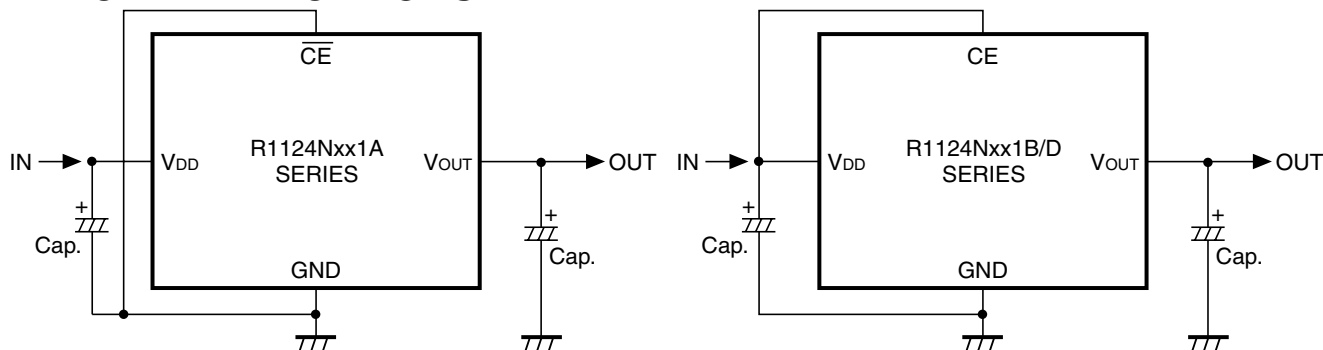 CE
R1124Nxx1A
SERIES
IN
VDD
VOUT
OUT
+
Cap.
+
Cap.
GND
CE
R1124Nxx1B/D
SERIES
IN
VDD
VOUT
OUT
+
Cap.
+
Cap.
GND